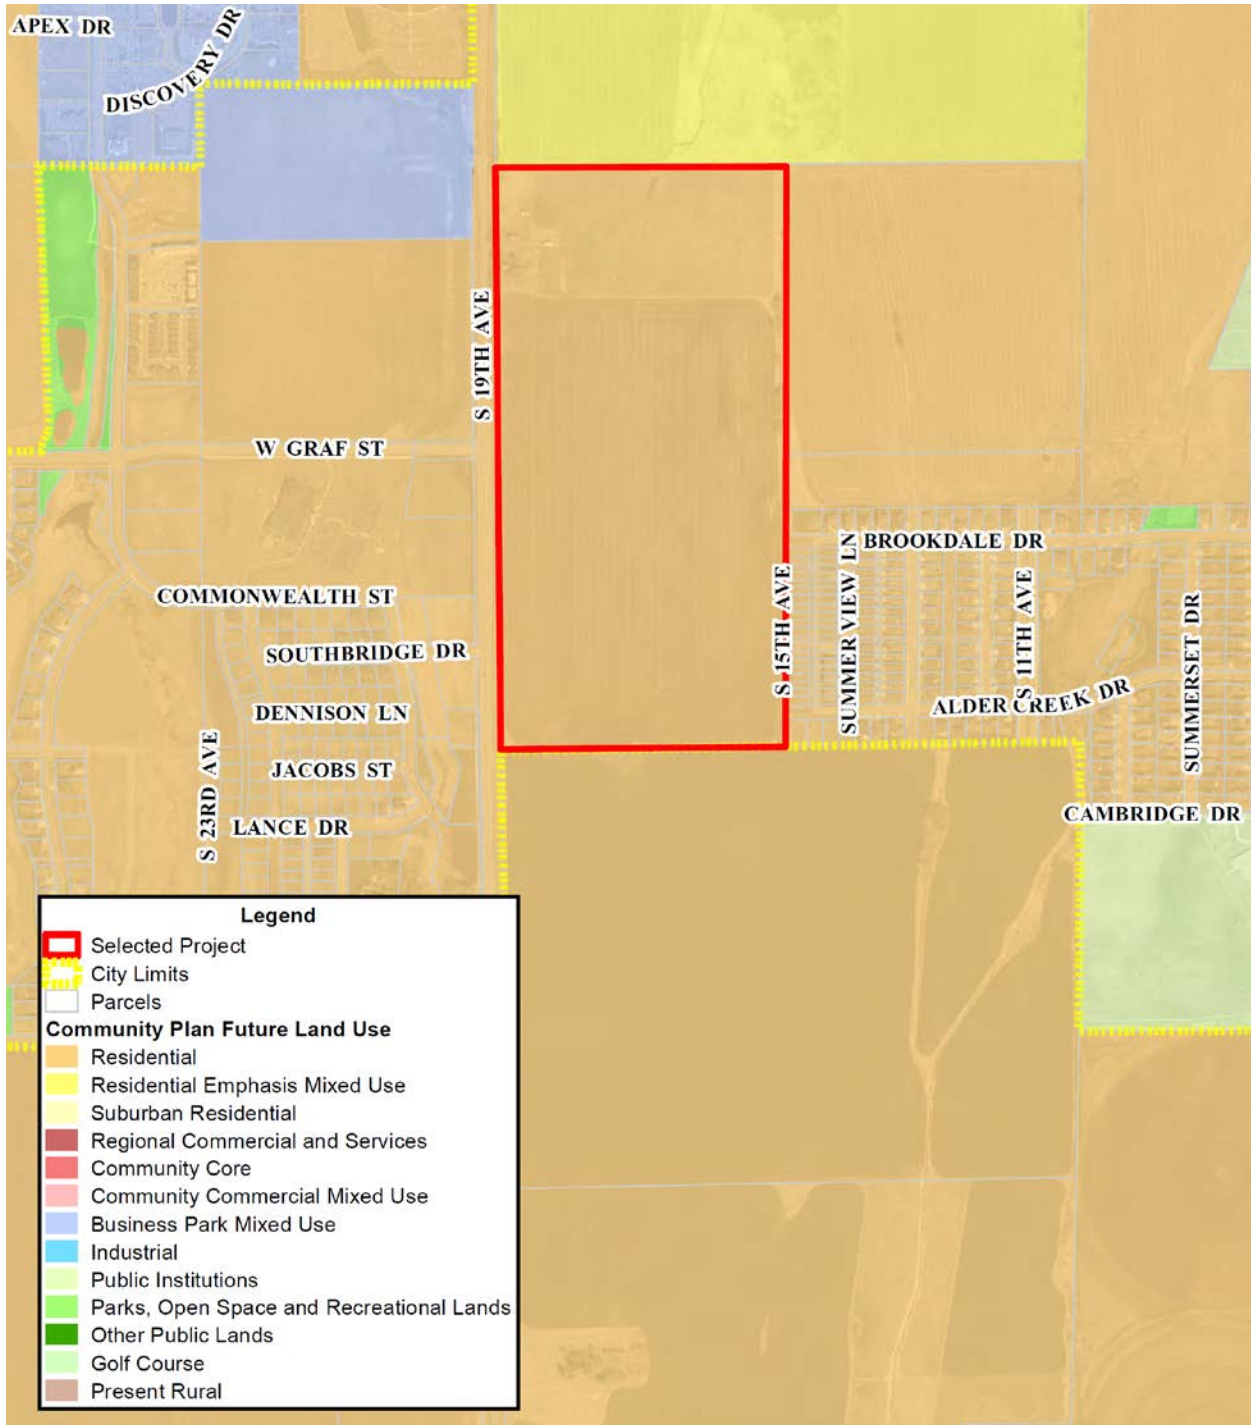 APEX DR
DISCOVERY DR
S 19TH AVE
W GRAF ST
BROOKDALE DR
SUMMER VIEW LN
S 15TH AVE
S 11TH AVE
COMMONWEALTH ST
SOUTHBRIDGE DR
ALDER CREEK DR
SUMMERSET DR
DENNISON LN
JACOBS ST
S 23RD AVE
LANCE DR
CAMBRIDGE DR
Legend
Selected Project
City Limits
Parcels
Community Plan Future Land Use
Residential
Residential Emphasis Mixed Use
Suburban Residential
Regional Commercial and Services
Community Core
Community Commercial Mixed Use
Business Park Mixed Use
Industrial
Public Institutions
Parks, Open Space and Recreational Lands
Other Public Lands
Golf Course
Present Rural